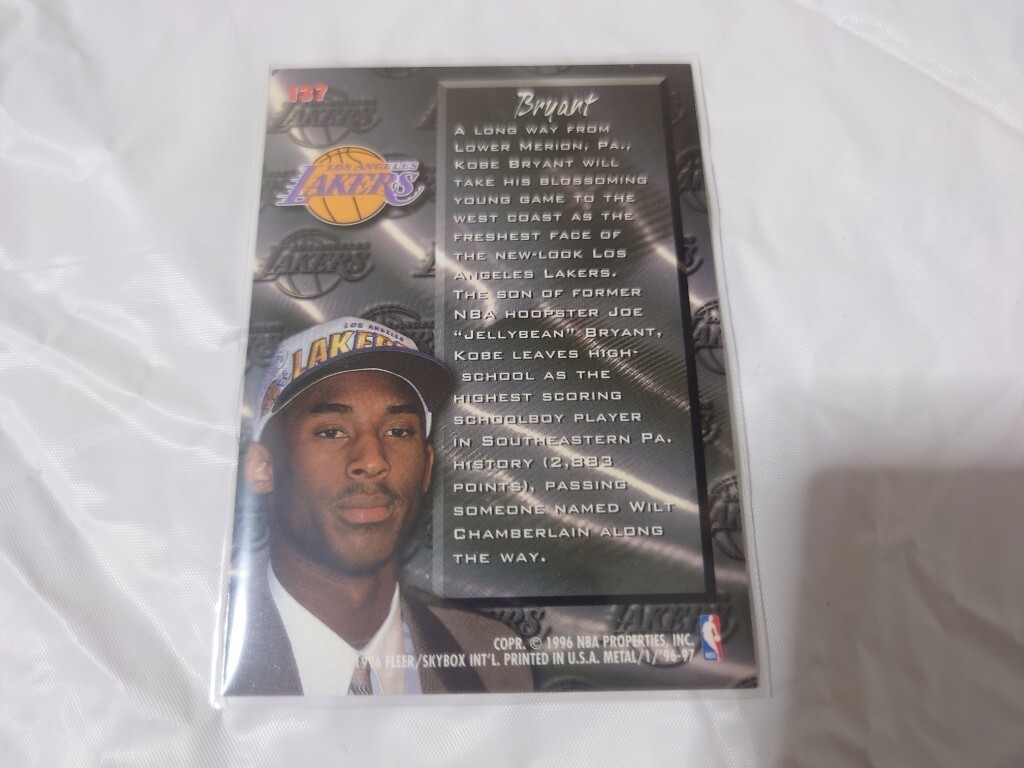 137
LOS ANGELES
LAKERS
LAKERS
LOS ANGELES
Bryant
A LONG WAY FROM
LOWER MERION, PA.,
KOBE BRYANT WILL
TAKE HIS BLOSSOMING
YOUNG GAME TO THE
WEST COAST AS THE
FRESHEST FACE OF
THE NEW-LOOK LOS
ANGELES LAKERS.
THE SON OF FORMER
NBA HOOPSTER JOE
“JELLYBEAN” BRYANT,
KOBE LEAVES HIGH-
SCHOOL AS THE
HIGHEST SCORING
SCHOOLBOY PLAYER
IN SOUTHEASTERN PA.
HISTORY (2,883
POINTS), PASSING
SOMEONE NAMED WILT
CHAMBERLAIN ALONG
THE WAY.
COPR. © 1996 NBA PROPERTIES, INC.
1996 FLEER/SKYBOX INT'L. PRINTED IN U.S.A. METAL/1/'96-97